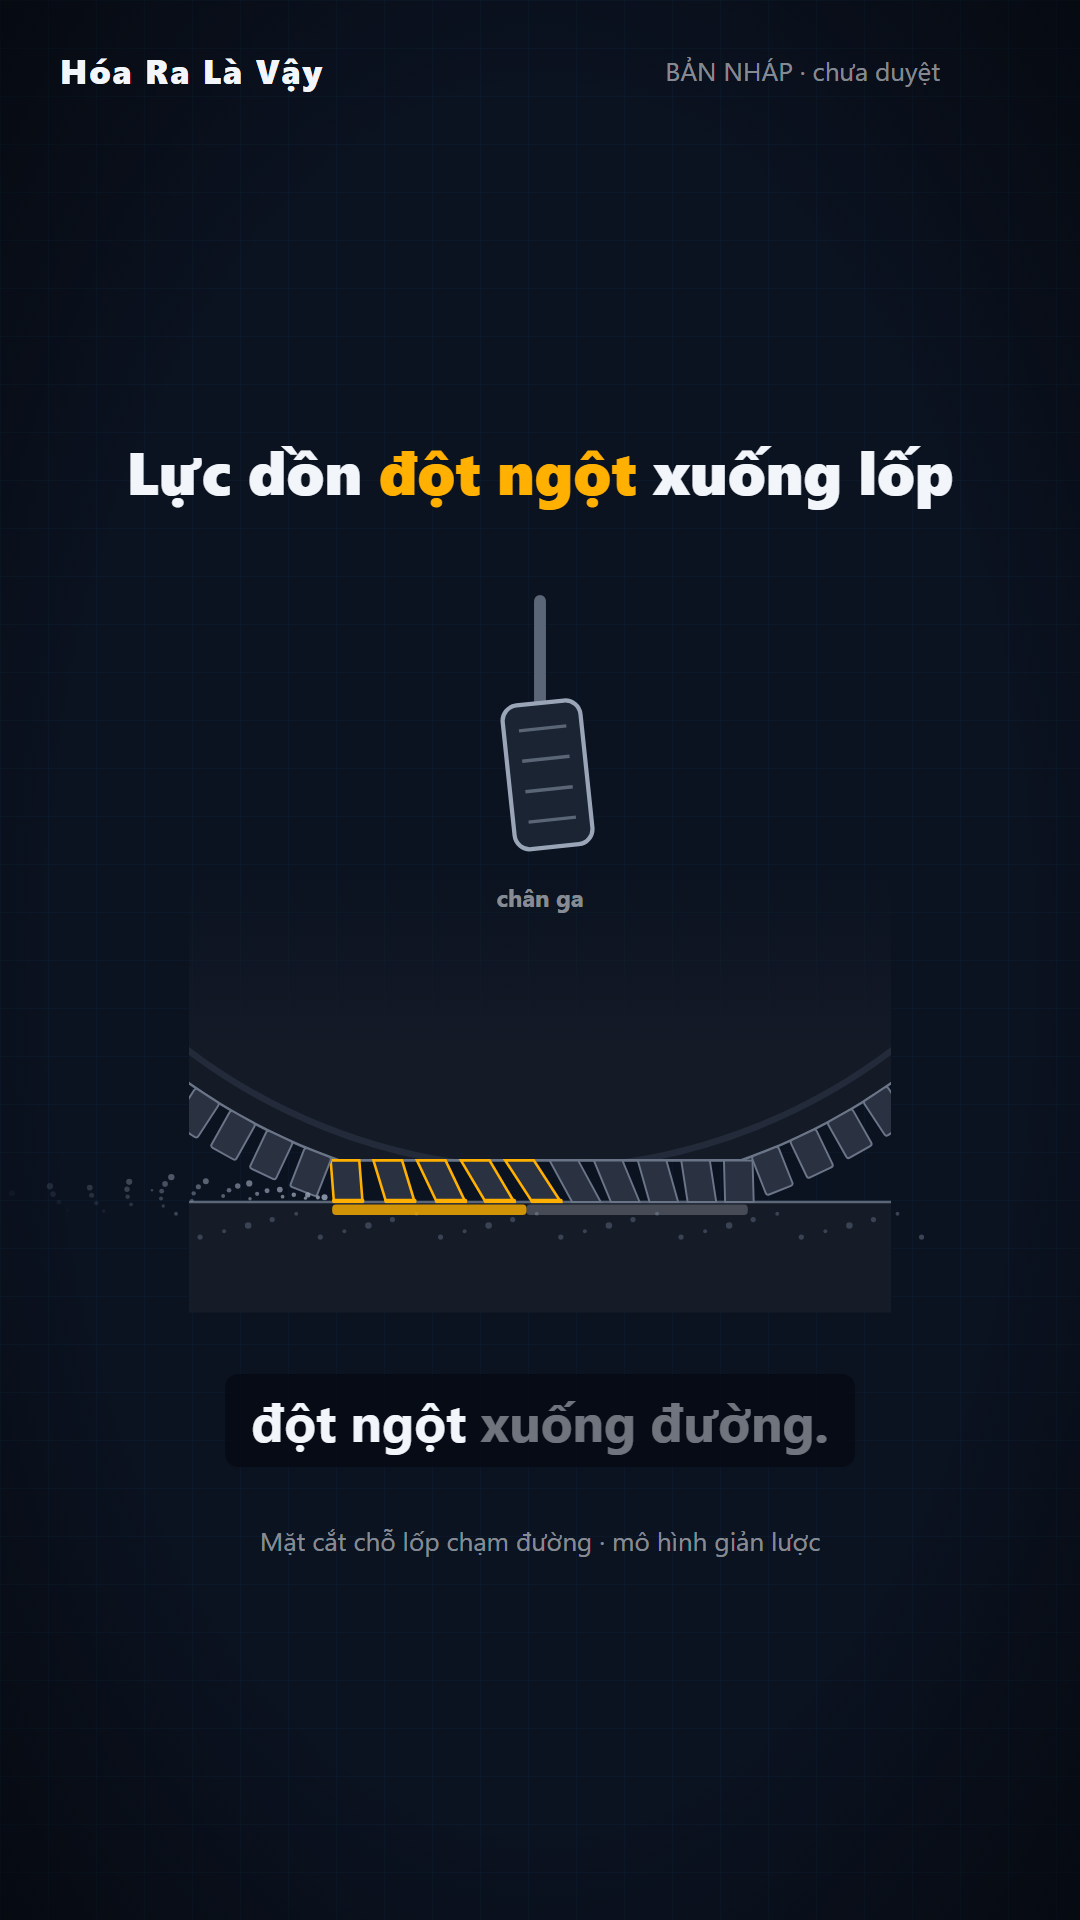 Hóa Ra Là Vậy
BẢN NHÁP · chưa duyệt
Lực dồn đột ngột xuống lốp
chân ga
đột ngột xuống đường.
Mặt cắt chỗ lốp chạm đường · mô hình giản lược